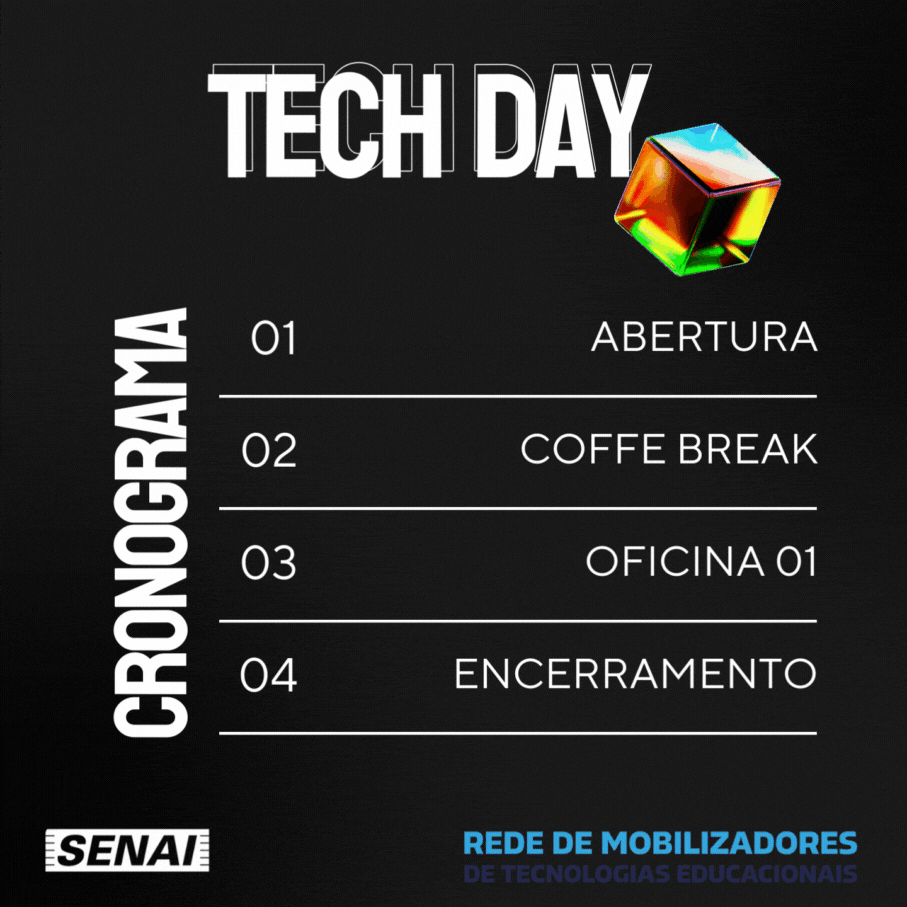 TECH DAY
CRONOGRAMA
01 ABERTURA
02 COFFE BREAK
03 OFICINA 01
04 ENCERRAMENTO
SENAI
REDE DE MOBILIZADORES
DE TECNOLOGIAS EDUCACIONAIS